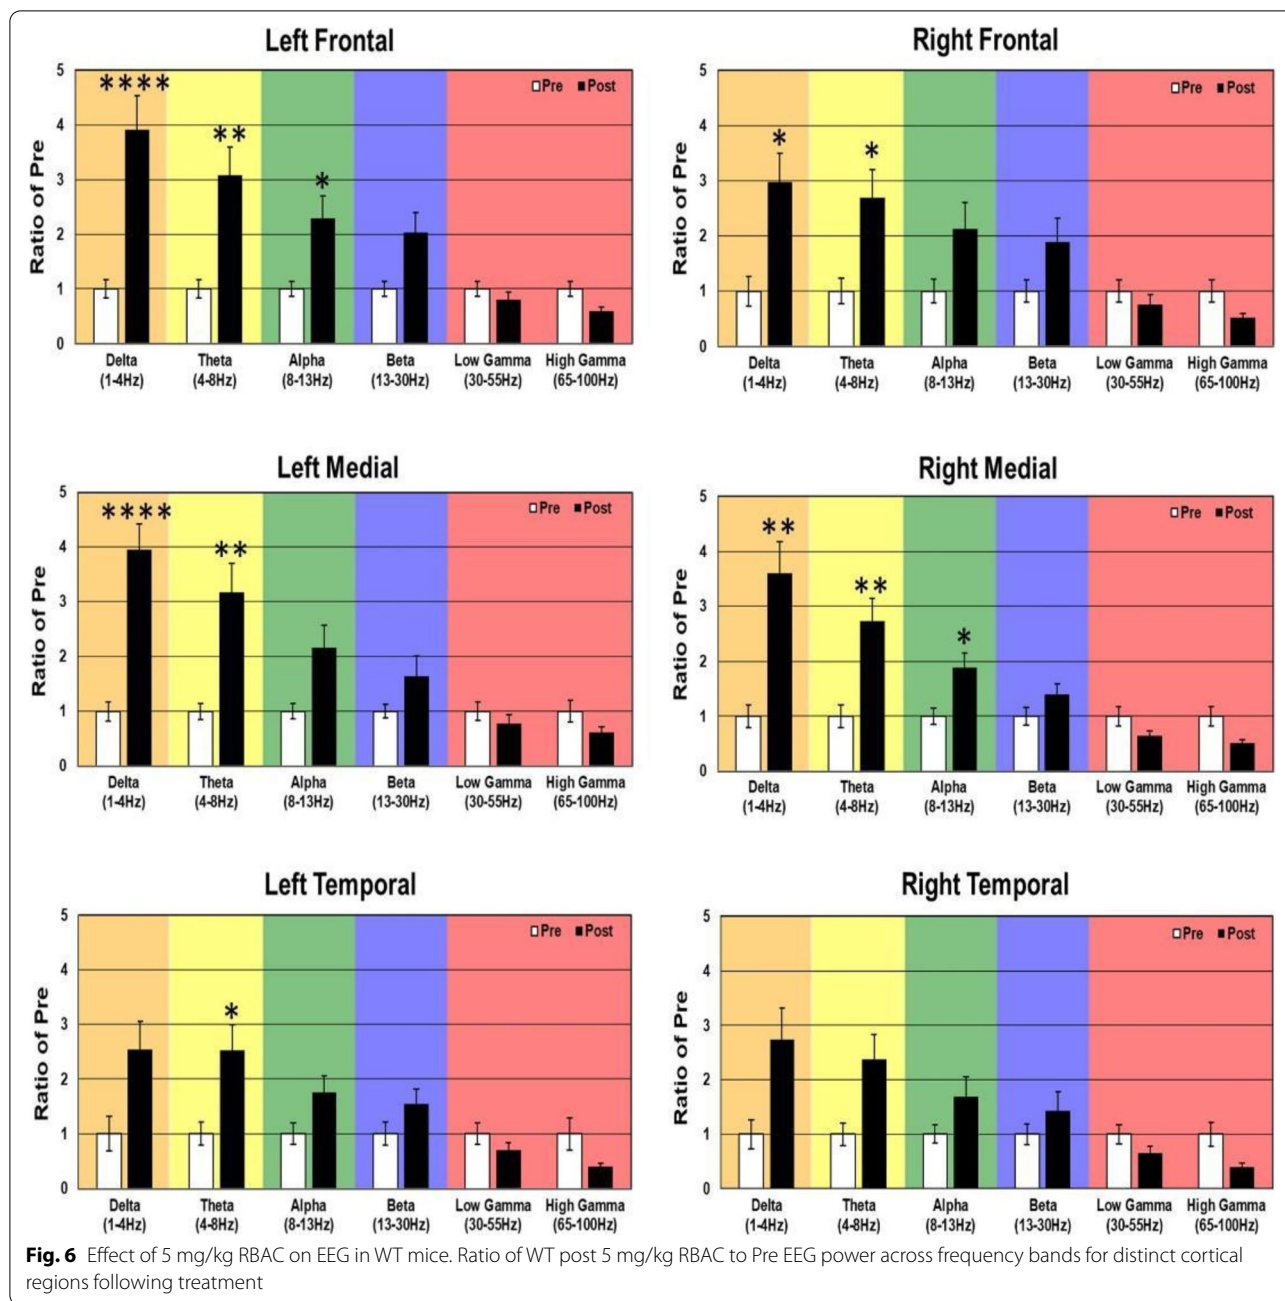 Left Frontal
Ratio of Pre
5
4
3
2
1
0
****
**
*
Pre Post
Delta Theta Alpha Beta Low Gamma High Gamma
(1-4Hz) (4-8Hz) (8-13Hz) (13-30Hz) (30-55Hz) (65-100Hz)
Right Frontal
Ratio of Pre
5
4
3
2
1
0
*
*
Pre Post
Delta Theta Alpha Beta Low Gamma High Gamma
(1-4Hz) (4-8Hz) (8-13Hz) (13-30Hz) (30-55Hz) (65-100Hz)
Left Medial
Ratio of Pre
5
4
3
2
1
0
****
**
Pre Post
Delta Theta Alpha Beta Low Gamma High Gamma
(1-4Hz) (4-8Hz) (8-13Hz) (13-30Hz) (30-55Hz) (65-100Hz)
Right Medial
Ratio of Pre
5
4
3
2
1
0
**
**
*
Pre Post
Delta Theta Alpha Beta Low Gamma High Gamma
(1-4Hz) (4-8Hz) (8-13Hz) (13-30Hz) (30-55Hz) (65-100Hz)
Left Temporal
Ratio of Pre
5
4
3
2
1
0
*
Pre Post
Delta Theta Alpha Beta Low Gamma High Gamma
(1-4Hz) (4-8Hz) (8-13Hz) (13-30Hz) (30-55Hz) (65-100Hz)
Right Temporal
Ratio of Pre
5
4
3
2
1
0
Pre Post
Delta Theta Alpha Beta Low Gamma High Gamma
(1-4Hz) (4-8Hz) (8-13Hz) (13-30Hz) (30-55Hz) (65-100Hz)
Fig. 6 Effect of 5 mg/kg RBAC on EEG in WT mice. Ratio of WT post 5 mg/kg RBAC to Pre EEG power across frequency bands for distinct cortical
regions following treatment